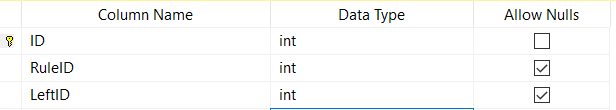 Column Name Data Type Allow Nulls
ID int
RuleID int
LeftID int